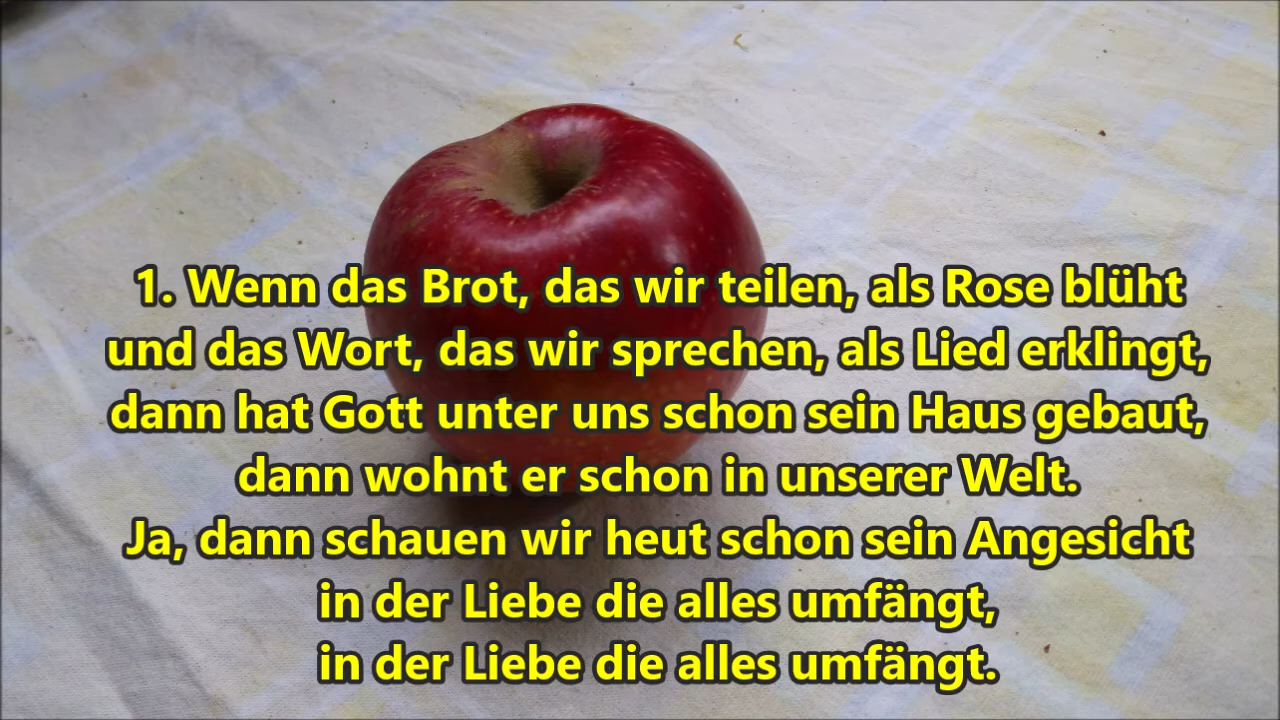 1. Wenn das Brot, das wir teilen, als Rose blüht
und das Wort, das wir sprechen, als Lied erklingt,
dann hat Gott unter uns schon sein Haus gebaut,
dann wohnt er schon in unserer Welt.
Ja, dann schauen wir heut schon sein Angesicht
in der Liebe die alles umfängt,
in der Liebe die alles umfängt.